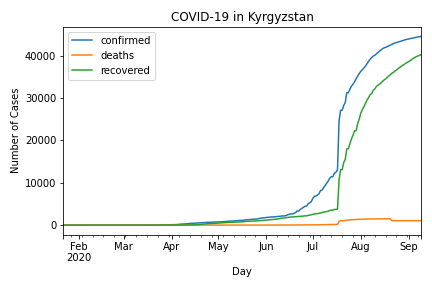 COVID-19 in Kyrgyzstan
confirmed
deaths
recovered
Number of Cases
40000
30000
20000
10000
0
Feb Mar Apr May Jun Jul Aug Sep
2020
Day